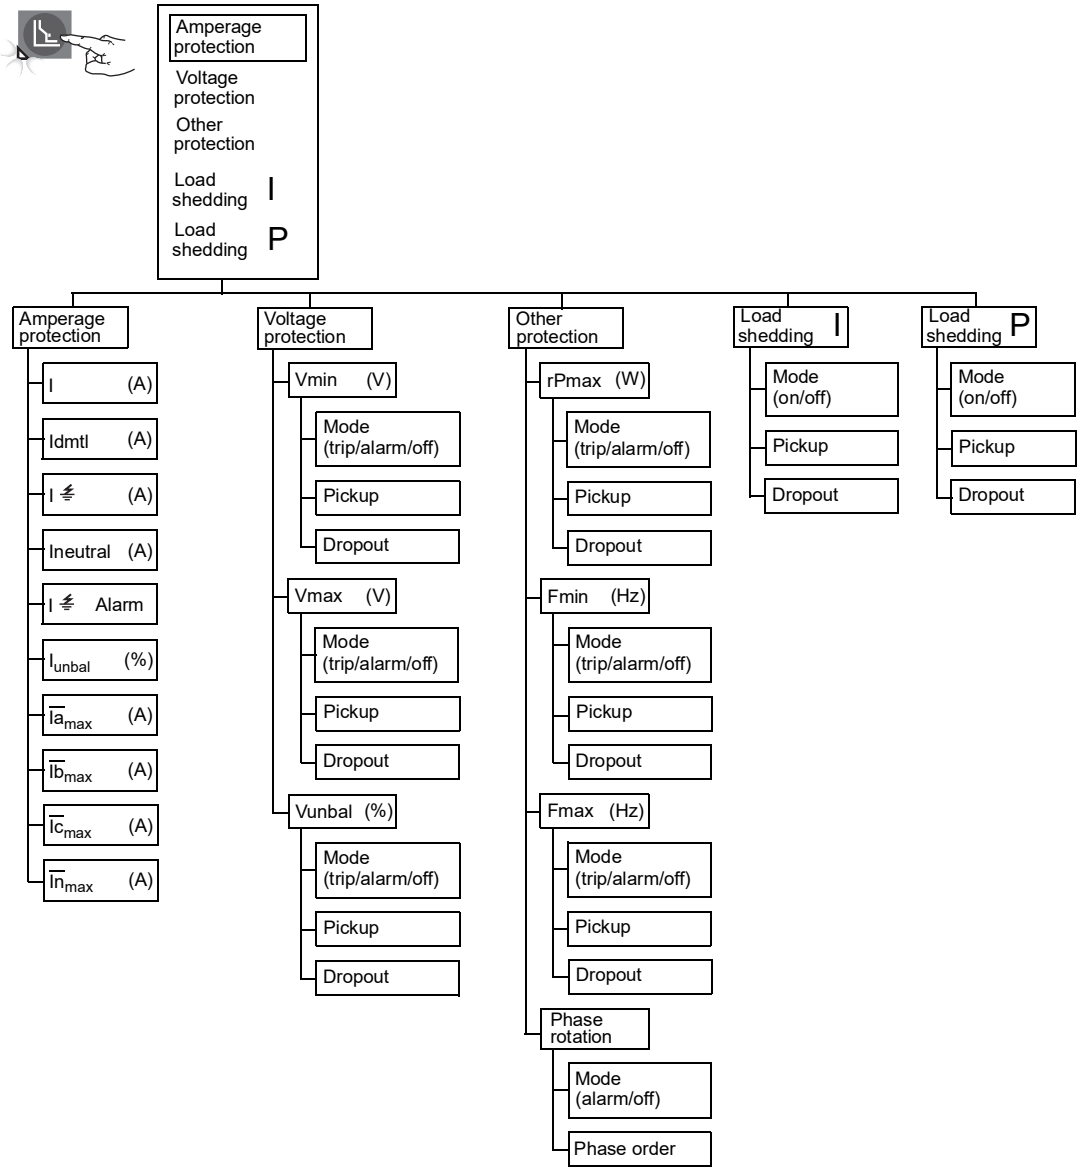 Amperage
protection
Voltage
protection
Other
protection
Load
shedding I
Load
shedding P
Amperage
protection
I (A)
Idmtl (A)
I ⏚ (A)
Ineutral (A)
I ⏚ Alarm
Iunbal (%)
I̅a̅max (A)
I̅b̅max (A)
I̅c̅max (A)
I̅n̅max (A)
Voltage
protection
Vmin (V)
Mode
(trip/alarm/off)
Pickup
Dropout
Vmax (V)
Mode
(trip/alarm/off)
Pickup
Dropout
Vunbal (%)
Mode
(trip/alarm/off)
Pickup
Dropout
Other
protection
rPmax (W)
Mode
(trip/alarm/off)
Pickup
Dropout
Fmin (Hz)
Mode
(trip/alarm/off)
Pickup
Dropout
Fmax (Hz)
Mode
(trip/alarm/off)
Pickup
Dropout
Phase
rotation
Mode
(alarm/off)
Phase order
Load
shedding I
Mode
(on/off)
Pickup
Dropout
Load
shedding P
Mode
(on/off)
Pickup
Dropout